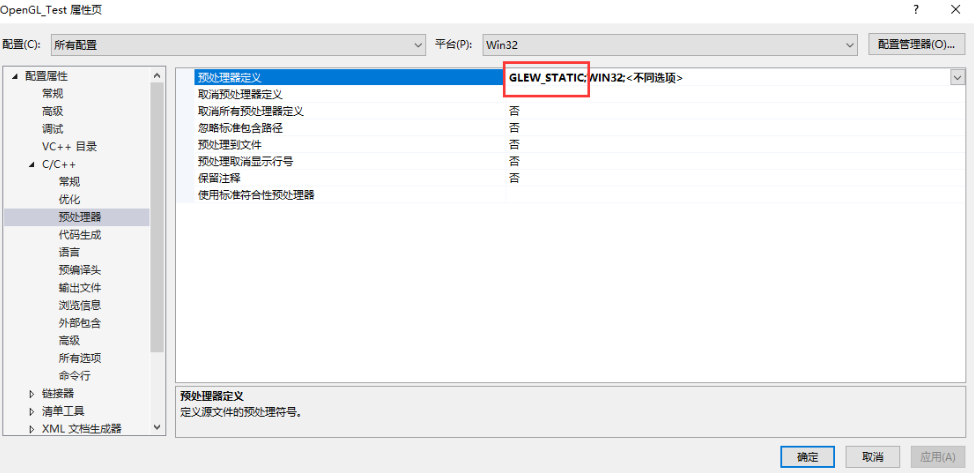 OpenGL_Test 属性页
? ×
配置(C): 所有配置 平台(P): Win32 配置管理器(O)...
配置属性
常规
高级
调试
VC++ 目录
C/C++
常规
优化
预处理器
代码生成
语言
预编译头
输出文件
浏览信息
外部包含
高级
所有选项
命令行
链接器
清单工具
XML 文档生成器
预处理器定义 GLEW_STATIC;WIN32;<不同选项>
取消预处理器定义
取消所有预处理器定义 否
忽略标准包含路径 否
预处理到文件 否
预处理取消显示行号 否
保留注释 否
使用标准符合性预处理器
预处理器定义
定义源文件的预处理符号。
确定 取消 应用(A)